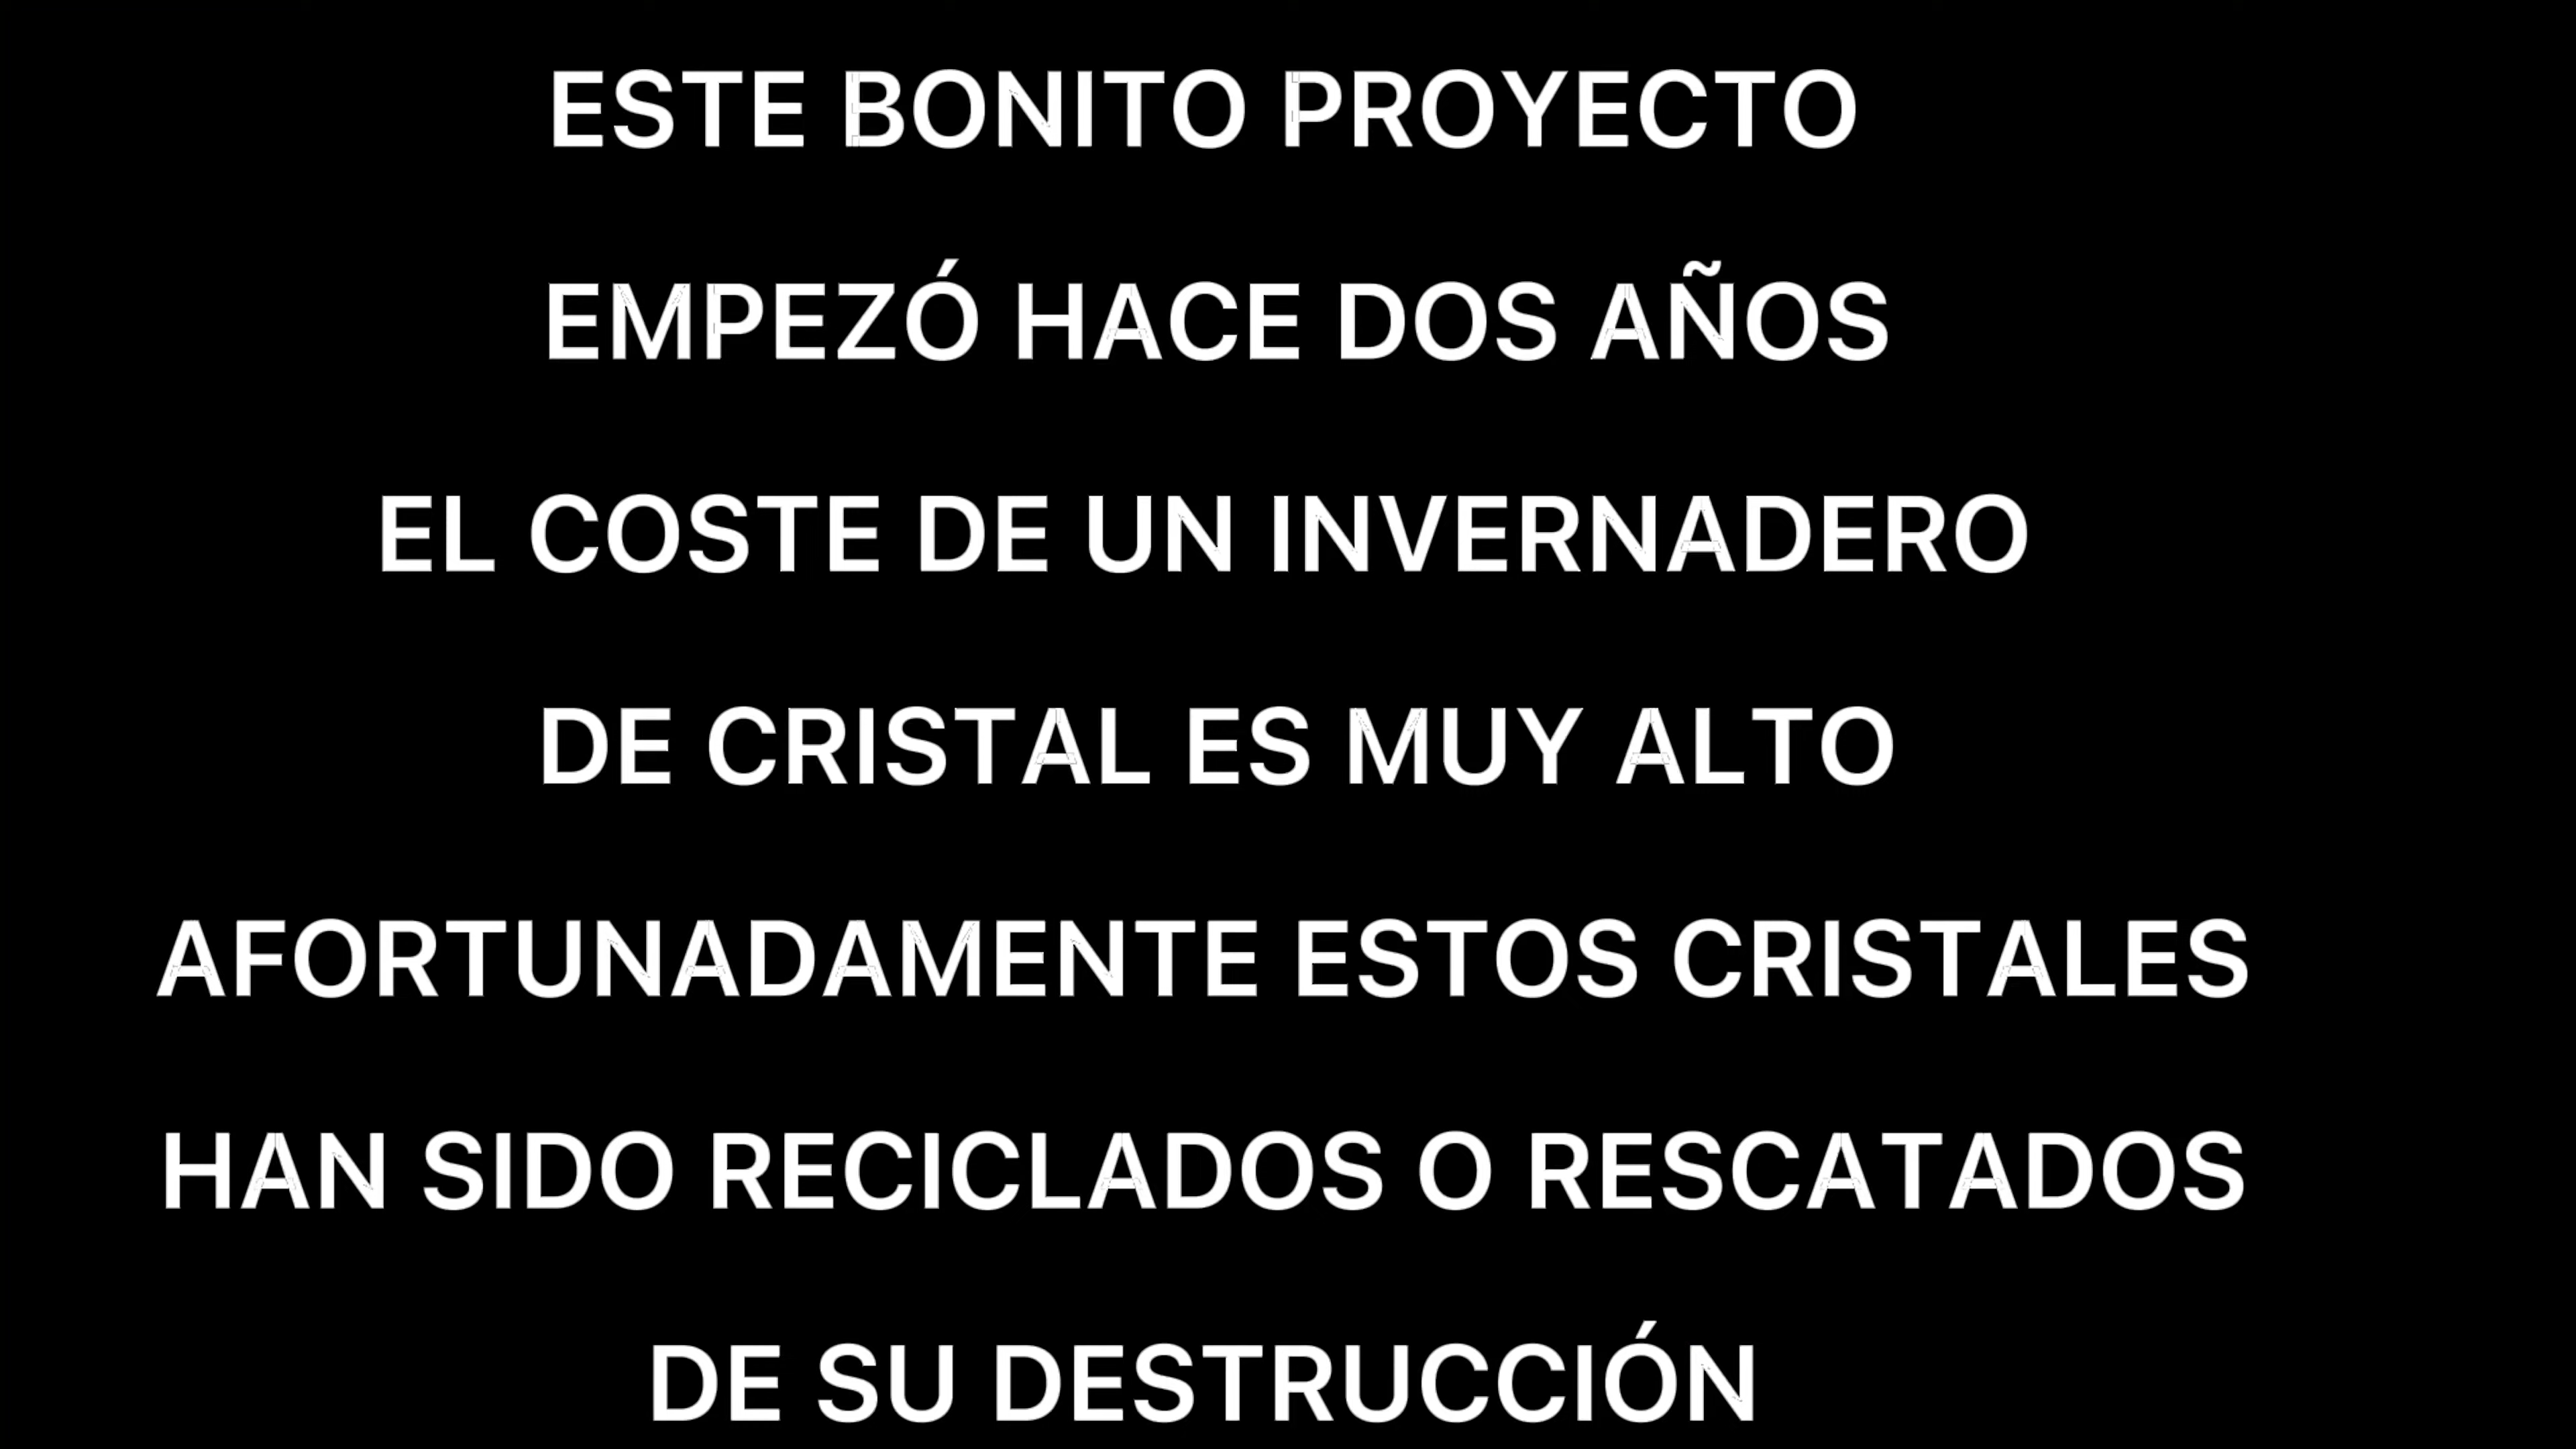 ESTE BONITO PROYECTO
EMPEZÓ HACE DOS AÑOS
EL COSTE DE UN INVERNADERO
DE CRISTAL ES MUY ALTO
AFORTUNADAMENTE ESTOS CRISTALES
HAN SIDO RECICLADOS O RESCATADOS
DE SU DESTRUCCIÓN